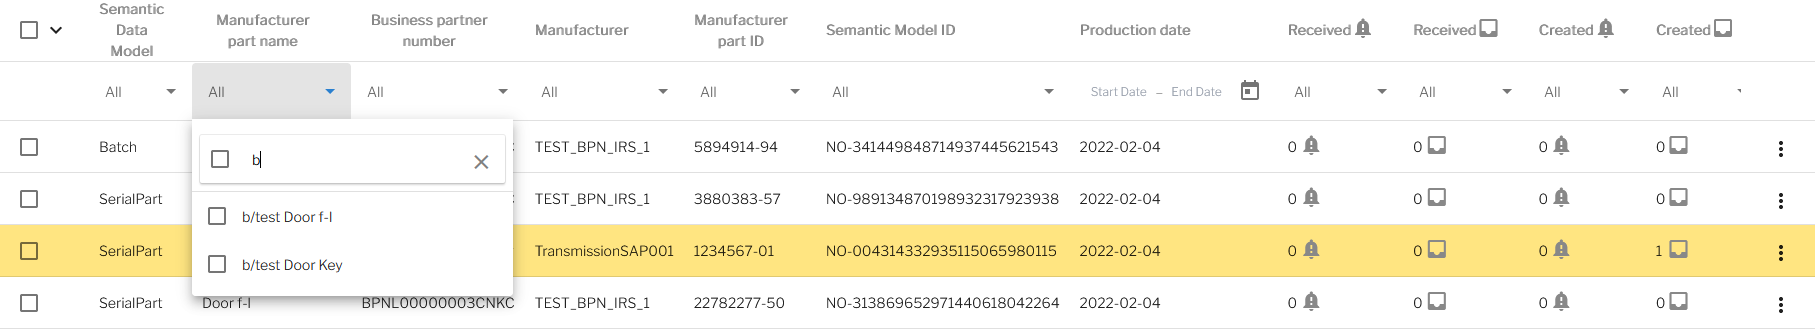 Semantic Data Model
Manufacturer part name
Business partner number
Manufacturer
Manufacturer part ID
Semantic Model ID
Production date
Received
Received
Created
Created
All
All
All
All
All
All
Start Date – End Date
All
All
All
All
b
b/test Door f-l
b/test Door Key
Batch C TEST_BPN_IRS_1 5894914-94 NO-341449848714937445621543 2022-02-04 0 0 0 0
SerialPart TEST_BPN_IRS_1 3880383-57 NO-989134870198932317923938 2022-02-04 0 0 0 0
SerialPart TransmissionSAP001 1234567-01 NO-004314332935115065980115 2022-02-04 0 0 0 1
SerialPart Door f-l BPNL00000003CNKC TEST_BPN_IRS_1 22782277-50 NO-313869652971440618042264 2022-02-04 0 0 0 0